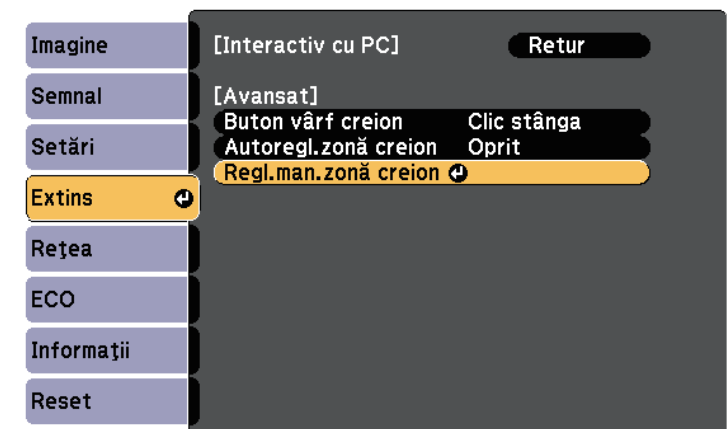 Imagine
Semnal
Setări
Extins
Reţea
ECO
Informaţii
Reset
[Interactiv cu PC] Retur
[Avansat]
Buton vârf creion Clic stânga
Autoregl.zonă creion Oprit
Regl.man.zonă creion